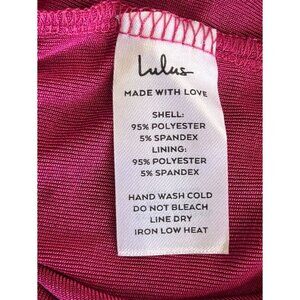 Lulus
MADE WITH LOVE
SHELL:
95% POLYESTER
5% SPANDEX
LINING:
95% POLYESTER
5% SPANDEX
HAND WASH COLD
DO NOT BLEACH
LINE DRY
IRON LOW HEAT